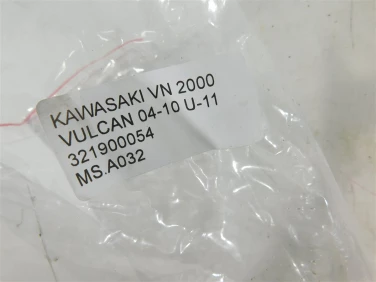 KAWASAKI VN 2000
VULCAN 04-10 U-11
321900054
MS.A032